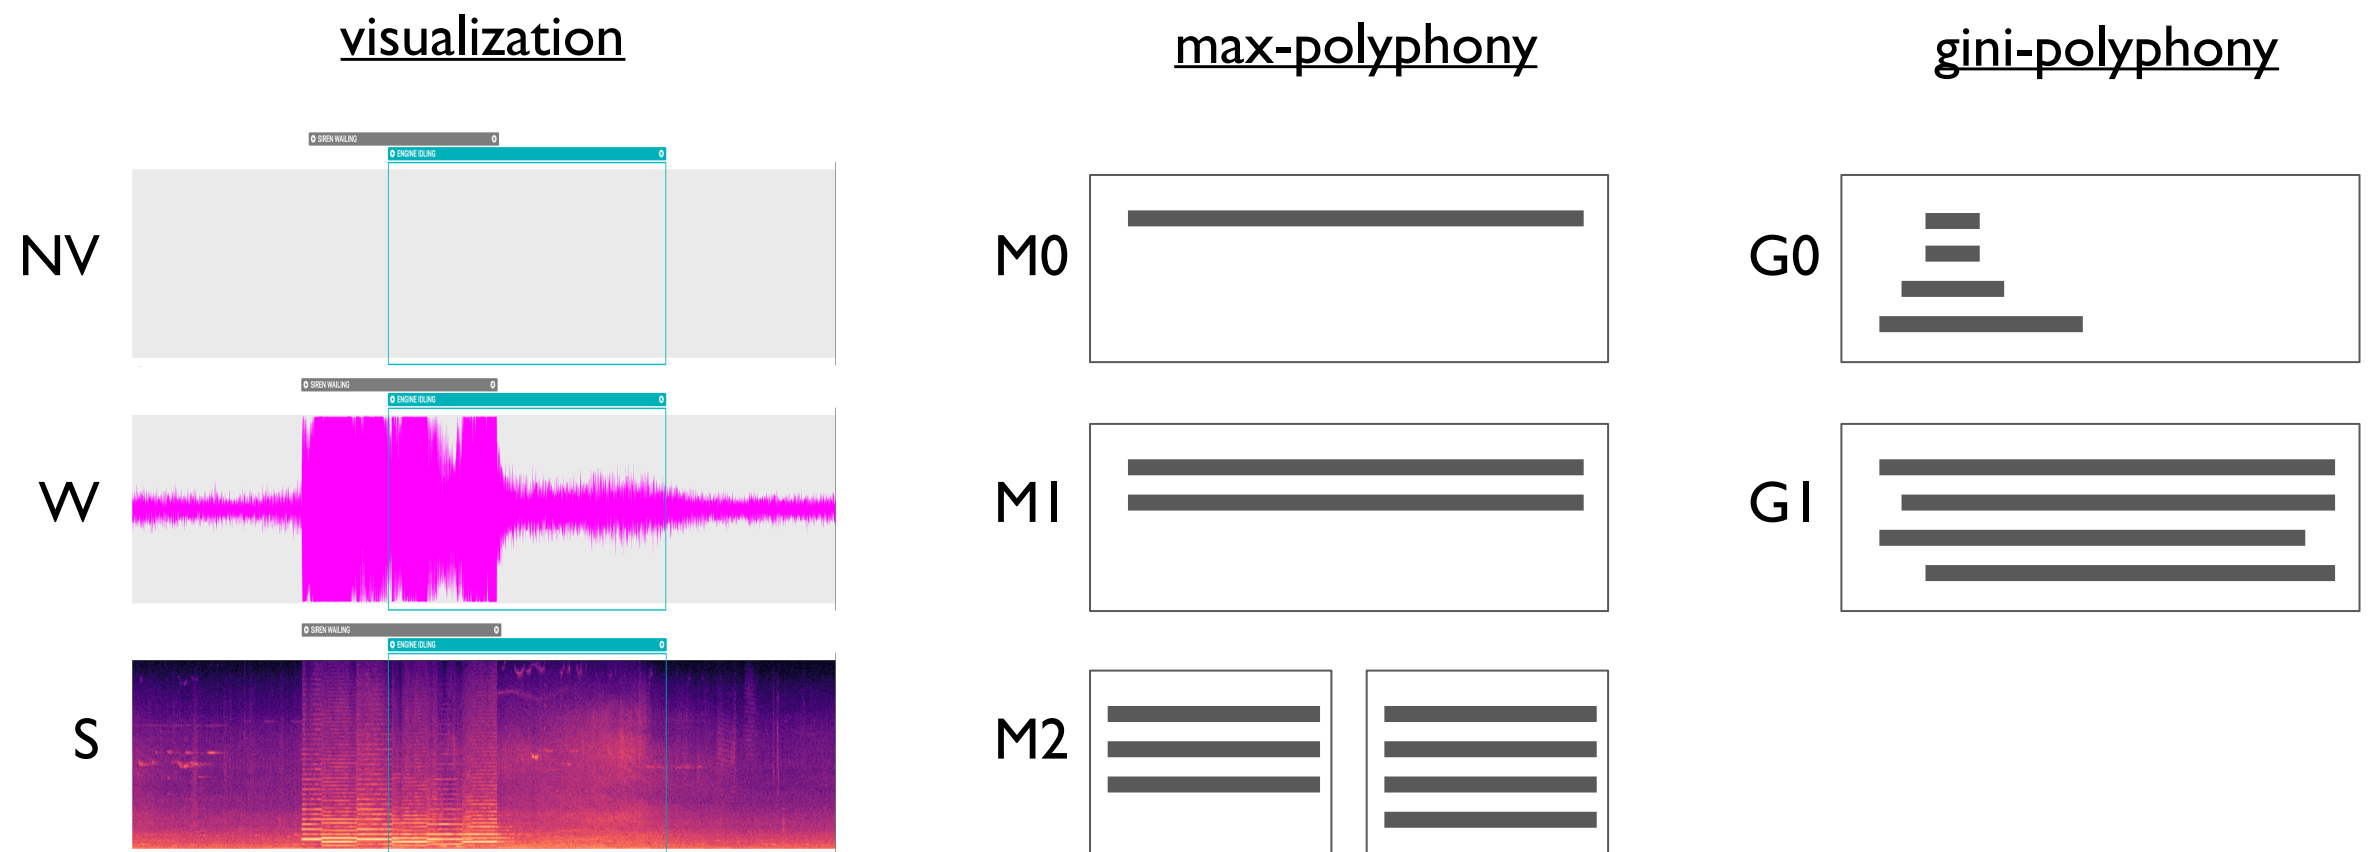 visualization
max-polyphony
gini-polyphony
NV
SIREN WAILING
ENGINE IDLING
M0
G0
W
SIREN WAILING
ENGINE IDLING
M1
G1
S
SIREN WAILING
ENGINE IDLING
M2